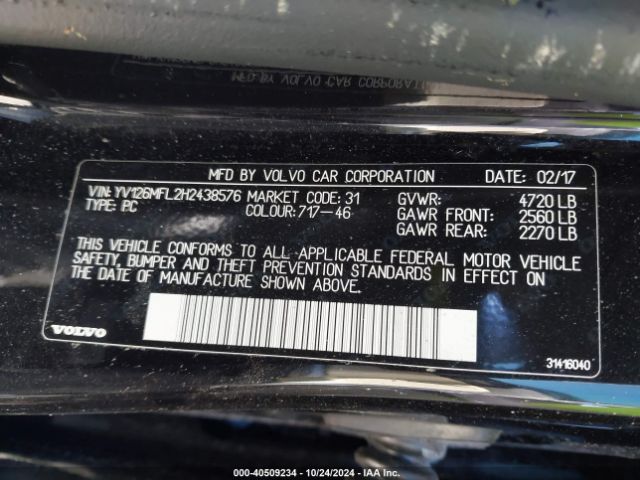 MFD BY VOLVO CAR CORPORATION DATE: 02/17
VIN: YV126MFL2H2438576 MARKET CODE: 31 GVWR: 4720 LB
TYPE: PC COLOUR: 717-46 GAWR FRONT: 2560 LB
GAWR REAR: 2270 LB
THIS VEHICLE CONFORMS TO ALL APPLICABLE FEDERAL MOTOR VEHICLE
SAFETY, BUMPER AND THEFT PREVENTION STANDARDS IN EFFECT ON
THE DATE OF MANUFACTURE SHOWN ABOVE.
VOLVO
31416040
000-40509234 - 10/24/2024 - IAA Inc.